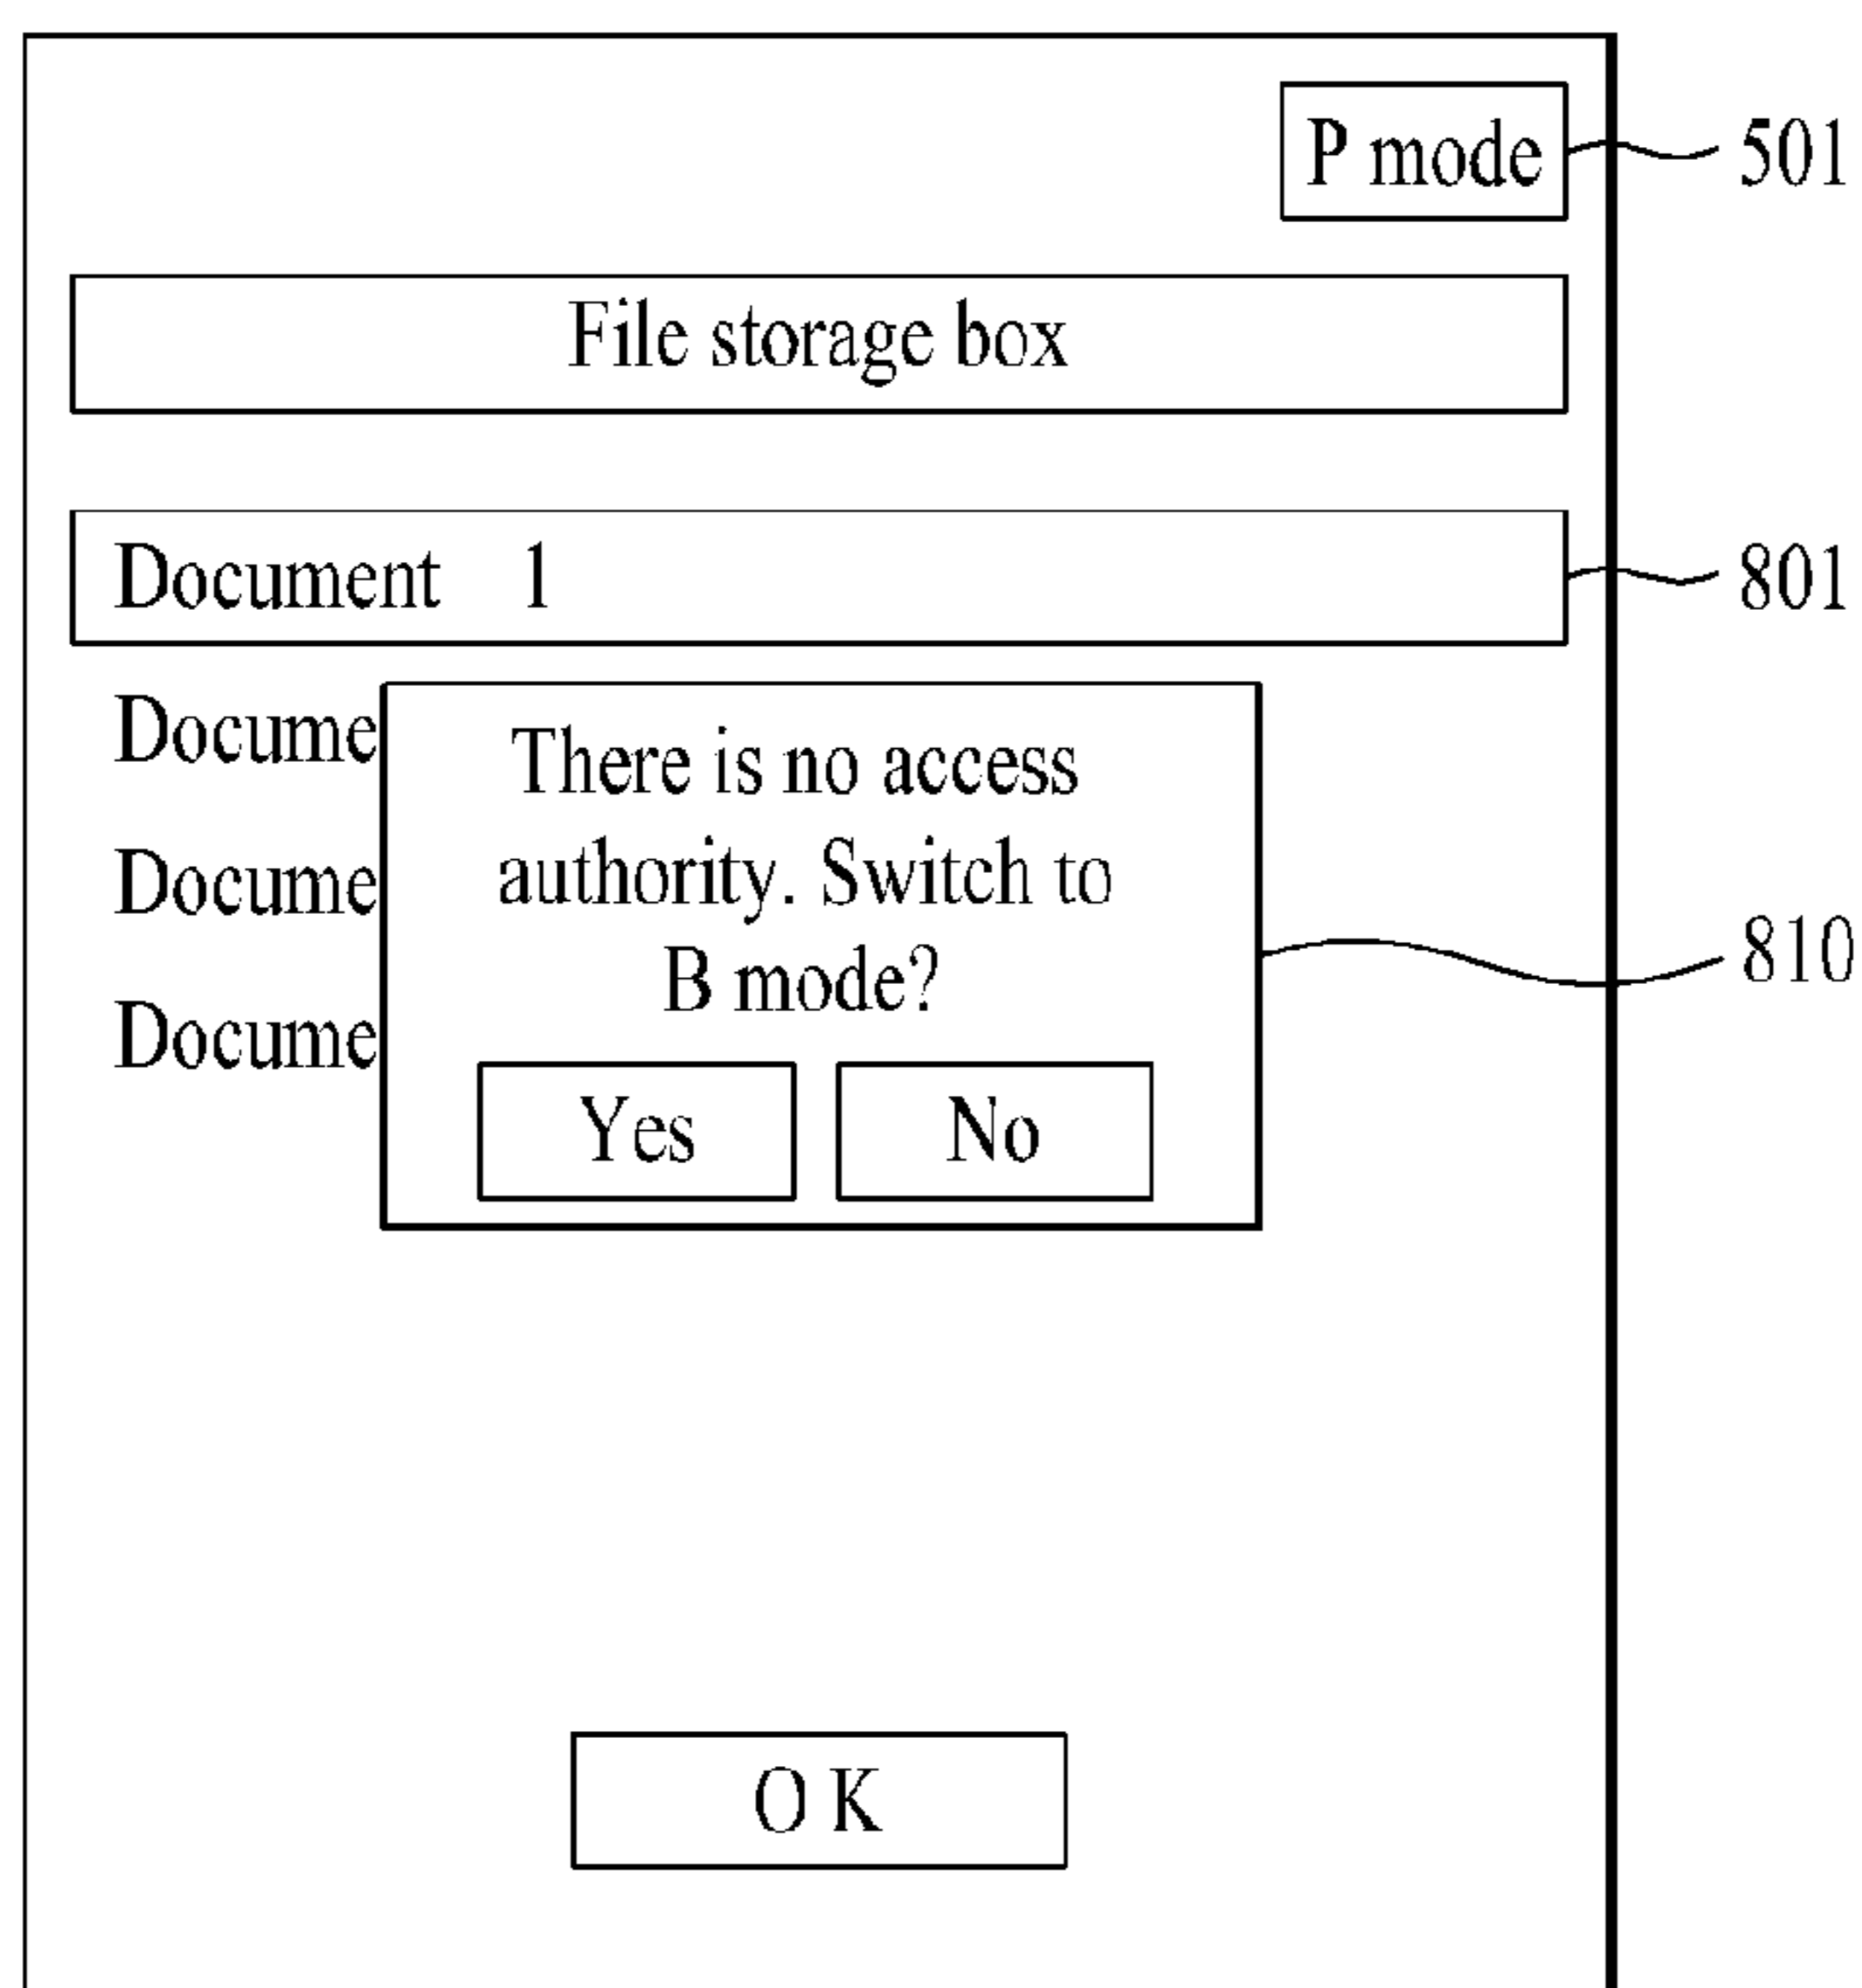 P mode 501
File storage box
Document 1 801
Docume
There is no access
authority. Switch to
Docume
B mode? 810
Docume
Yes No
OK